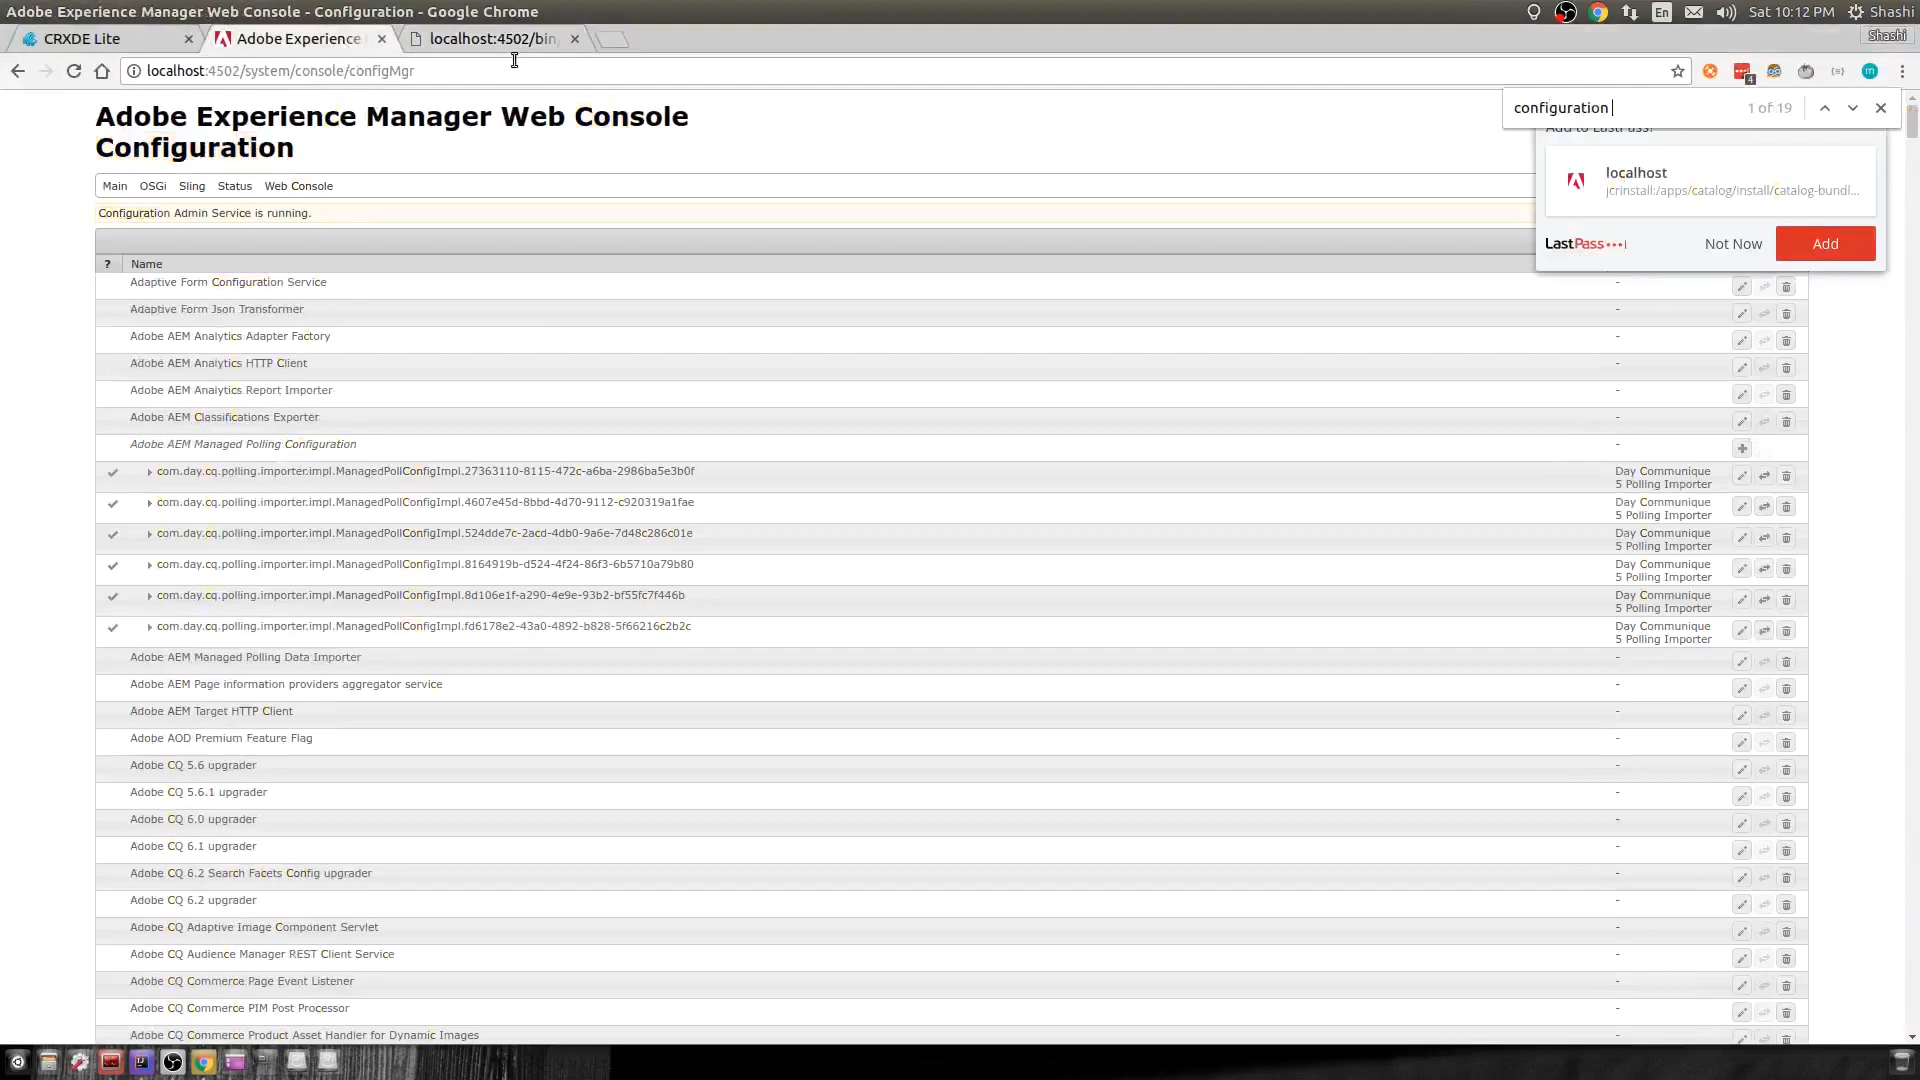 Adobe Experience Manager Web Console - Configuration - Google Chrome
En
Sat 10:12 PM
Shashi
CRXDE Lite
Adobe Experience
localhost:4502/bin
Shashi
localhost:4502/system/console/configMgr
4
configuration
1 of 19
Add to LastPass?
localhost
jcrinstall:/apps/catalog/install/catalog-bundl...
LastPass
Not Now
Add
Adobe Experience Manager Web Console
Configuration
Main OSGi Sling Status Web Console
Configuration Admin Service is running.
? Name
Adaptive Form Configuration Service -
Adaptive Form Json Transformer -
Adobe AEM Analytics Adapter Factory -
Adobe AEM Analytics HTTP Client -
Adobe AEM Analytics Report Importer -
Adobe AEM Classifications Exporter -
Adobe AEM Managed Polling Configuration -
com.day.cq.polling.importer.impl.ManagedPollConfigImpl.27363110-8115-472c-a6ba-2986ba5e3b0f
Day Communique
5 Polling Importer
com.day.cq.polling.importer.impl.ManagedPollConfigImpl.4607e45d-8bbd-4d70-9112-c920319a1fae
Day Communique
5 Polling Importer
com.day.cq.polling.importer.impl.ManagedPollConfigImpl.524dde7c-2acd-4db0-9a6e-7d48c286c01e
Day Communique
5 Polling Importer
com.day.cq.polling.importer.impl.ManagedPollConfigImpl.8164919b-d524-4f24-86f3-6b5710a79b80
Day Communique
5 Polling Importer
com.day.cq.polling.importer.impl.ManagedPollConfigImpl.8d106e1f-a290-4e9e-93b2-bf55fc7f446b
Day Communique
5 Polling Importer
com.day.cq.polling.importer.impl.ManagedPollConfigImpl.fd6178e2-43a0-4892-b828-5f66216c2b2c
Day Communique
5 Polling Importer
Adobe AEM Managed Polling Data Importer -
Adobe AEM Page information providers aggregator service -
Adobe AEM Target HTTP Client -
Adobe AOD Premium Feature Flag -
Adobe CQ 5.6 upgrader -
Adobe CQ 5.6.1 upgrader -
Adobe CQ 6.0 upgrader -
Adobe CQ 6.1 upgrader -
Adobe CQ 6.2 Search Facets Config upgrader -
Adobe CQ 6.2 upgrader -
Adobe CQ Adaptive Image Component Servlet -
Adobe CQ Audience Manager REST Client Service -
Adobe CQ Commerce Page Event Listener -
Adobe CQ Commerce PIM Post Processor -
Adobe CQ Commerce Product Asset Handler for Dynamic Images -